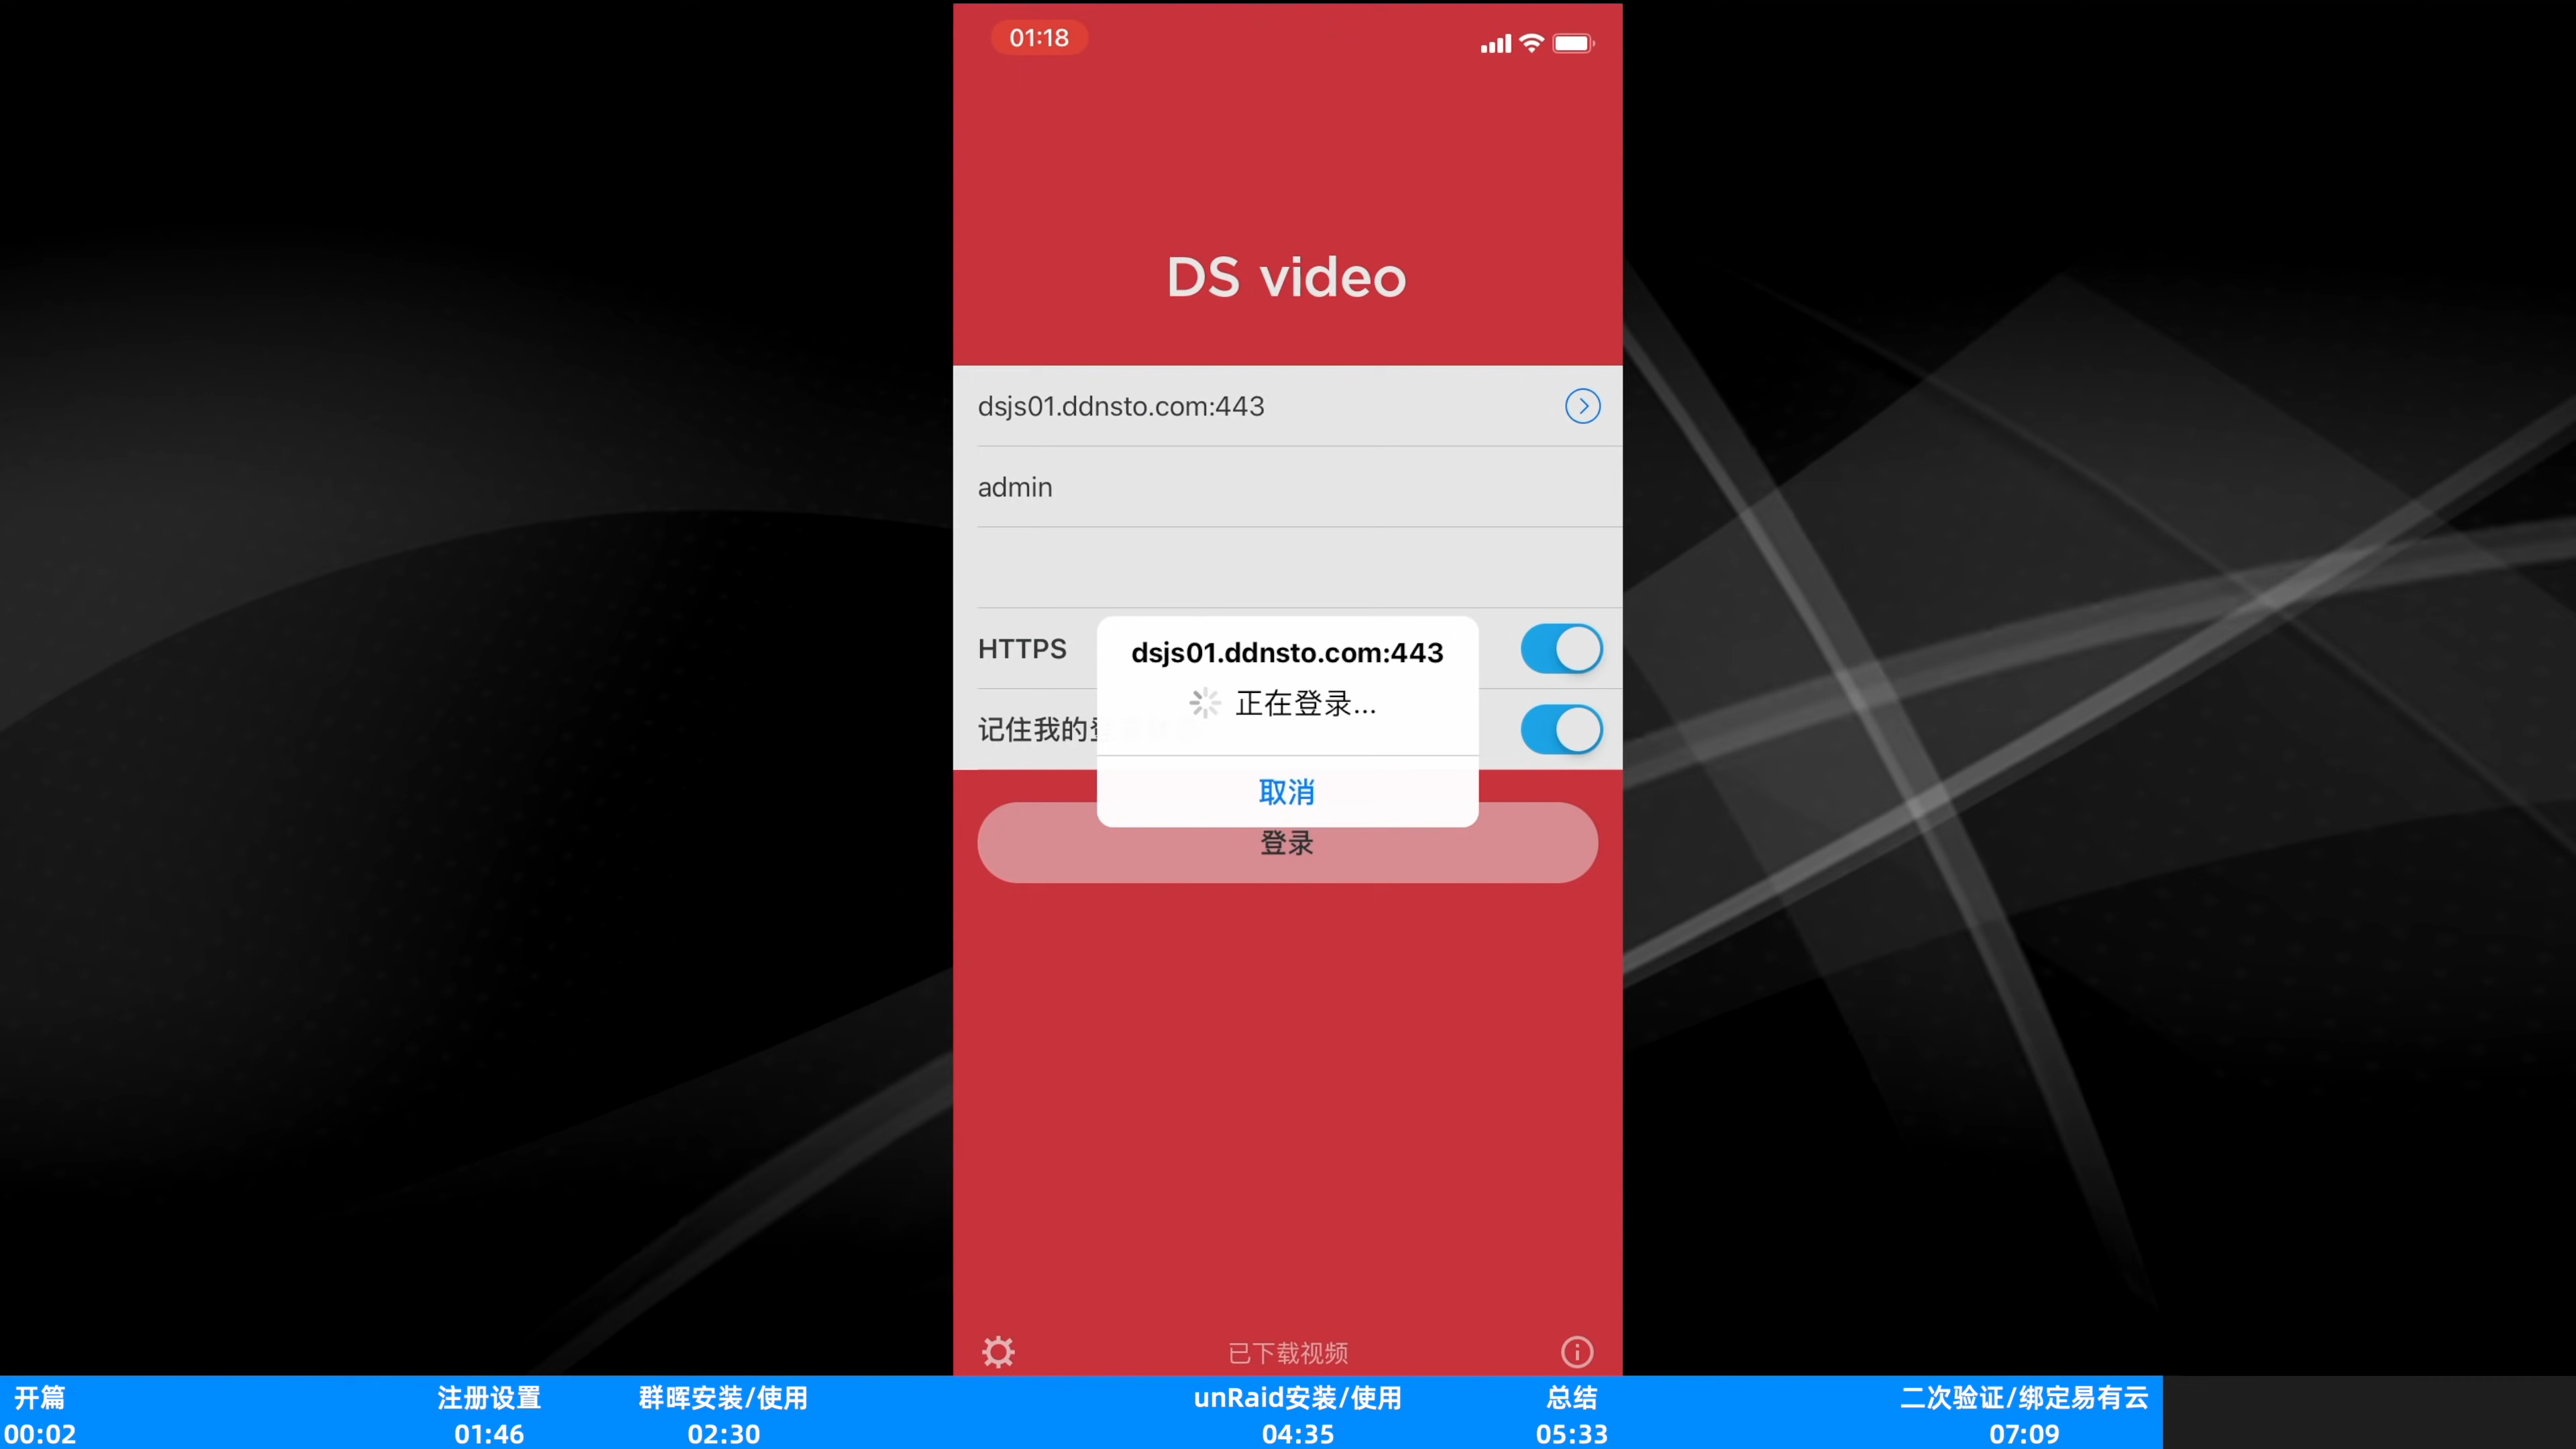 01:18
DS video
dsjs01.ddnsto.com:443
admin
HTTPS
dsjs01.ddnsto.com:443
正在登录...
记住我的
取消
登录
已下载视频
开篇
00:02
注册设置
01:46
群晖安装/使用
02:30
unRaid安装/使用
04:35
总结
05:33
二次验证/绑定易有云
07:09